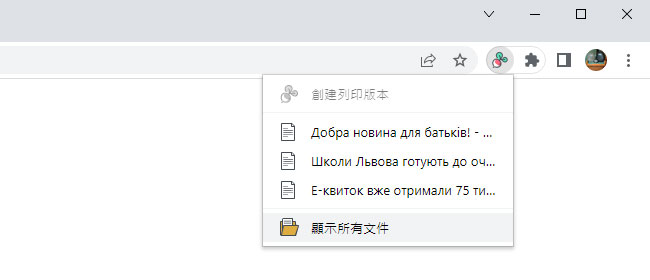 創建列印版本
Добра новина для батьків! - ...
Школи Львова готують до оч...
Е-квиток вже отримали 75 ти...
顯示所有文件